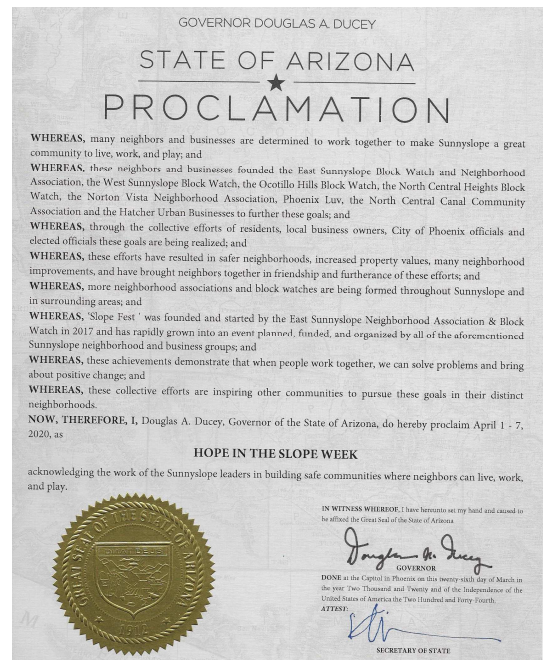 GOVERNOR DOUGLAS A. DUCEY
STATE OF ARIZONA
PROCLAMATION
WHEREAS, many neighbors and businesses are determined to work together to make Sunnyslope a great
community to live, work, and play; and
WHEREAS, these neighbors and businesses founded the East Sunnyslope Block Watch and Neighborhood
Association, the West Sunnyslope Block Watch, the Ocotillo Hills Block Watch, the North Central Heights Block
Watch, the Norton Vista Neighborhood Association, Phoenix Luv, the North Central Canal Community
Association and the Hatcher Urban Businesses to further these goals; and
WHEREAS, through the collective efforts of residents, local business owners, City of Phoenix officials and
elected officials these goals are being realized; and
WHEREAS, these efforts have resulted in safer neighborhoods, increased property values, many neighborhood
improvements, and have brought neighbors together in friendship and furtherance of these efforts; and
WHEREAS, more neighborhood associations and block watches are being formed throughout Sunnyslope and
in surrounding areas; and
WHEREAS, 'Slope Fest ' was founded and started by the East Sunnyslope Neighborhood Association & Block
Watch in 2017 and has rapidly grown into an event planned, funded, and organized by all of the aforementioned
Sunnyslope neighborhood and business groups; and
WHEREAS, these achievements demonstrate that when people work together, we can solve problems and bring
about positive change; and
WHEREAS, these collective efforts are inspiring other communities to pursue these goals in their distinct
neighborhoods.
NOW, THEREFORE, I, Douglas A. Ducey, Governor of the State of Arizona, do hereby proclaim April 1 - 7,
2020, as
HOPE IN THE SLOPE WEEK
acknowledging the work of the Sunnyslope leaders in building safe communities where neighbors can live, work,
and play.
GREAT SEAL OF THE STATE OF ARIZONA
1912
IN WITNESS WHEREOF, I have hereunto set my hand and caused to
be affixed the Great Seal of the State of Arizona
Douglas A. Ducey
GOVERNOR
DONE at the Capitol in Phoenix on this twenty-sixth day of March in
the year Two Thousand and Twenty and of the Independence of the
United States of America the Two Hundred and Forty-Fourth.
ATTEST:
SECRETARY OF STATE